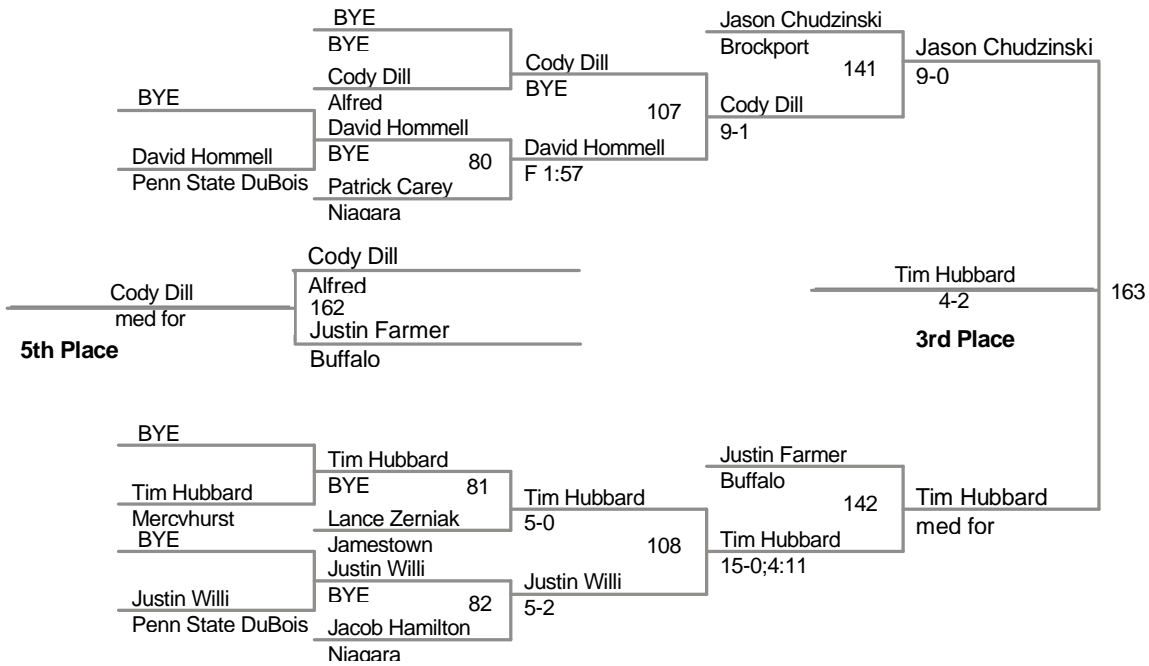 BYE
BYE
Cody Dill
Alfred
BYE
David Hommell
BYE
80
David Hommell
Penn State DuBois
Patrick Carey
Niagara
Cody Dill
BYE
107
David Hommell
F 1:57
Jason Chudzinski
Brockport
141
Cody Dill
9-1
Jason Chudzinski
9-0
Cody Dill
Alfred
162
Justin Farmer
Buffalo
Cody Dill
med for
5th Place
Tim Hubbard
4-2
3rd Place
163
BYE
Tim Hubbard
Mercyhurst
BYE
Justin Willi
Penn State DuBois
Tim Hubbard
BYE
81
Lance Zerniak
Jamestown
Justin Willi
BYE
82
Jacob Hamilton
Niagara
Tim Hubbard
5-0
108
Justin Willi
5-2
Justin Farmer
Buffalo
142
Tim Hubbard
15-0;4:11
Tim Hubbard
med for